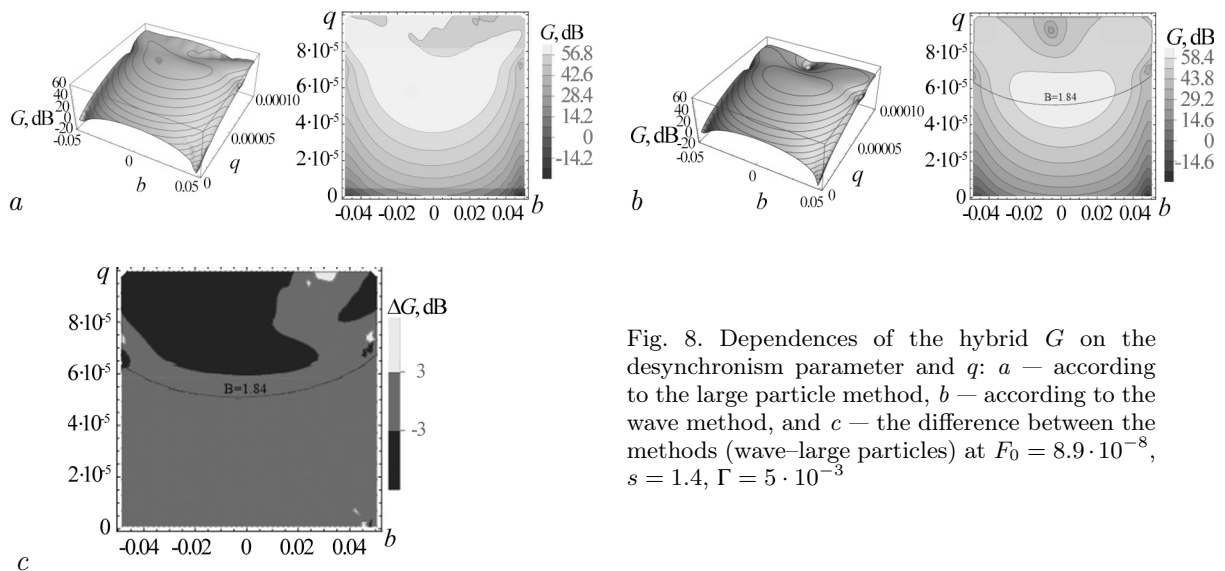 60
40
20
0
-20
G, dB
-0.05
0
b
0.05
0
0.00005
q
0.00010
a
q
8·10⁻⁵
6·10⁻⁵
4·10⁻⁵
2·10⁻⁵
0
-0.04 -0.02 0 0.02 0.04 b
G, dB
56.8
42.6
28.4
14.2
0
-14.2
60
40
20
0
-20
G, dB
-0.05
0
b
0.05
0
0.00005
q
0.00010
b
q
8·10⁻⁵
6·10⁻⁵
4·10⁻⁵
2·10⁻⁵
0
B=1.84
-0.04 -0.02 0 0.02 0.04 b
G, dB
58.4
43.8
29.2
14.6
0
-14.6
q
8·10⁻⁵
6·10⁻⁵
4·10⁻⁵
2·10⁻⁵
0
B=1.84
-0.04 -0.02 0 0.02 0.04 b
ΔG, dB
3
-3
c
Fig. 8. Dependences of the hybrid G on the
desynchronism parameter and q: a — according
to the large particle method, b — according to the
wave method, and c — the difference between the
methods (wave–large particles) at F₀ = 8.9 · 10⁻⁸,
s = 1.4, Γ = 5 · 10⁻³